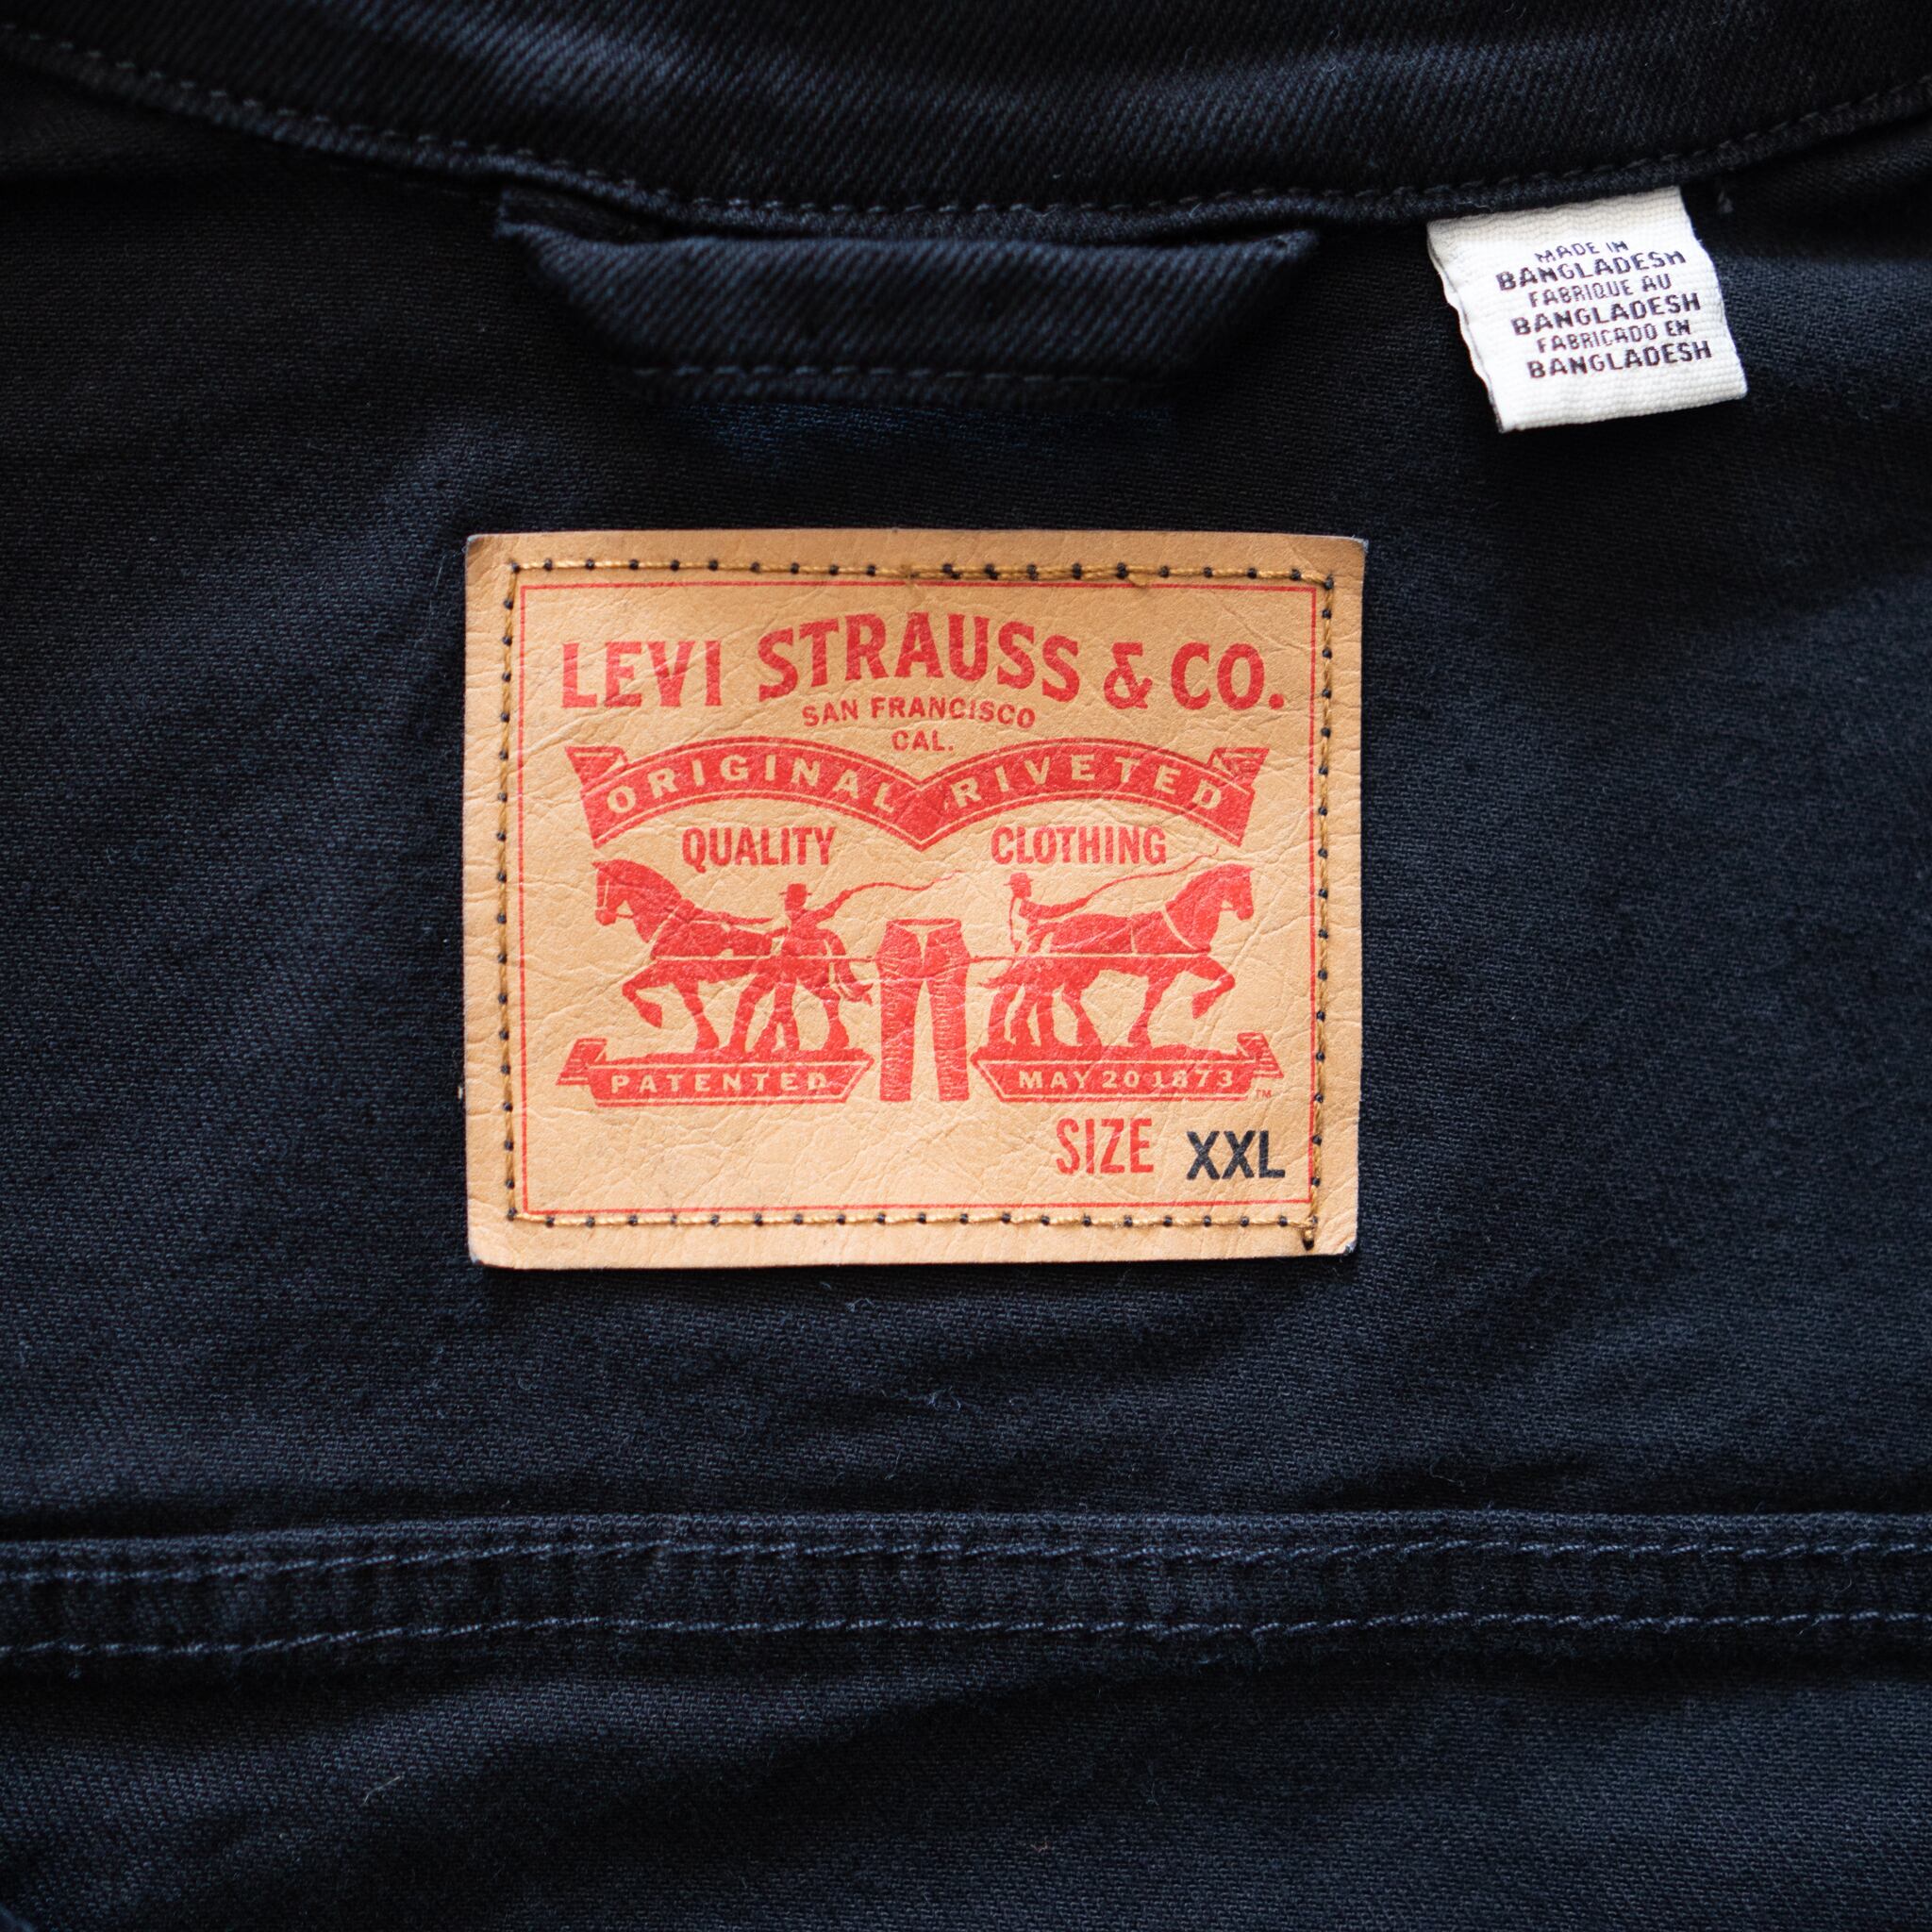 MADE IN
BANGLADESH
FABRIQUE AU
BANGLADESH
FABRICADO EN
BANGLADESH
LEVI STRAUSS & CO.
SAN FRANCISCO
CAL.
ORIGINAL RIVETED
QUALITY CLOTHING
PATENTED MAY 20 1873 ™
SIZE XXL